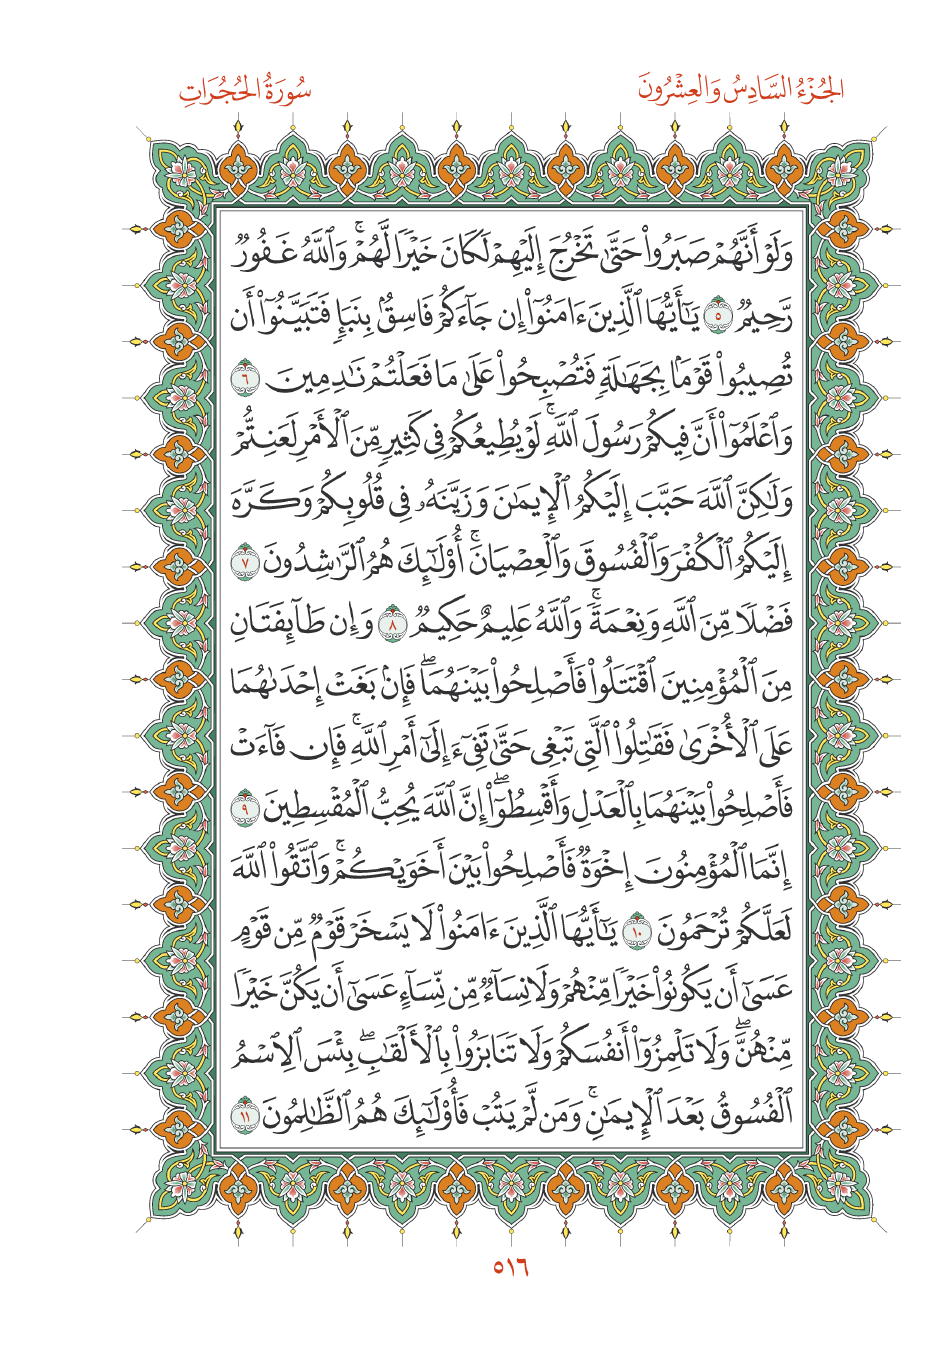 الجُزْءُ السَّادِسُ وَالعِشْرُونَ
سُورَةُ الحُجُرَاتِ
وَلَوۡ أَنَّهُمۡ صَبَرُواْ حَتَّىٰ تَخۡرُجَ إِلَيۡهِمۡ لَكَانَ خَيۡرٗا لَّهُمۡۚ وَٱللَّهُ غَفُورٞ
رَّحِيمٞ ٥ يَٰٓأَيُّهَا ٱلَّذِينَ ءَامَنُوٓاْ إِن جَآءَكُمۡ فَاسِقُۢ بِنَبَإٖ فَتَبَيَّنُوٓاْ أَن
تُصِيبُواْ قَوۡمَۢا بِجَهَٰلَةٖ فَتُصۡبِحُواْ عَلَىٰ مَا فَعَلۡتُمۡ نَٰدِمِينَ ٦
وَٱعۡلَمُوٓاْ أَنَّ فِيكُمۡ رَسُولَ ٱللَّهِۚ لَوۡ يُطِيعُكُمۡ فِي كَثِيرٖ مِّنَ ٱلۡأَمۡرِ لَعَنِتُّمۡ
وَلَٰكِنَّ ٱللَّهَ حَبَّبَ إِلَيۡكُمُ ٱلۡإِيمَٰنَ وَزَيَّنَهُۥ فِي قُلُوبِكُمۡ وَكَرَّهَ
إِلَيۡكُمُ ٱلۡكُفۡرَ وَٱلۡفُسُوقَ وَٱلۡعِصۡيَانَۚ أُوْلَٰٓئِكَ هُمُ ٱلرَّٰشِدُونَ ٧
فَضۡلٗا مِّنَ ٱللَّهِ وَنِعۡمَةٗۚ وَٱللَّهُ عَلِيمٌ حَكِيمٞ ٨ وَإِن طَآئِفَتَانِ
مِنَ ٱلۡمُؤۡمِنِينَ ٱقۡتَتَلُواْ فَأَصۡلِحُواْ بَيۡنَهُمَاۖ فَإِنۢ بَغَتۡ إِحۡدَىٰهُمَا
عَلَى ٱلۡأُخۡرَىٰ فَقَٰتِلُواْ ٱلَّتِي تَبۡغِي حَتَّىٰ تَفِيٓءَ إِلَىٰٓ أَمۡرِ ٱللَّهِۚ فَإِن فَآءَتۡ
فَأَصۡلِحُواْ بَيۡنَهُمَا بِٱلۡعَدۡلِ وَأَقۡسِطُوٓاْۖ إِنَّ ٱللَّهَ يُحِبُّ ٱلۡمُقۡسِطِينَ ٩
إِنَّمَا ٱلۡمُؤۡمِنُونَ إِخۡوَةٞ فَأَصۡلِحُواْ بَيۡنَ أَخَوَيۡكُمۡۚ وَٱتَّقُواْ ٱللَّهَ
لَعَلَّكُمۡ تُرۡحَمُونَ ١٠ يَٰٓأَيُّهَا ٱلَّذِينَ ءَامَنُواْ لَا يَسۡخَرۡ قَوۡمٞ مِّن قَوۡمٍ
عَسَىٰٓ أَن يَكُونُواْ خَيۡرٗا مِّنۡهُمۡ وَلَا نِسَآءٞ مِّن نِّسَآءٍ عَسَىٰٓ أَن يَكُنَّ خَيۡرٗا
مِّنۡهُنَّۖ وَلَا تَلۡمِزُوٓاْ أَنفُسَكُمۡ وَلَا تَنَابَزُواْ بِٱلۡأَلۡقَٰبِۖ بِئۡسَ ٱلِٱسۡمُ
ٱلۡفُسُوقُ بَعۡدَ ٱلۡإِيمَٰنِۚ وَمَن لَّمۡ يَتُبۡ فَأُوْلَٰٓئِكَ هُمُ ٱلظَّٰلِمُونَ ١١
٥١٦